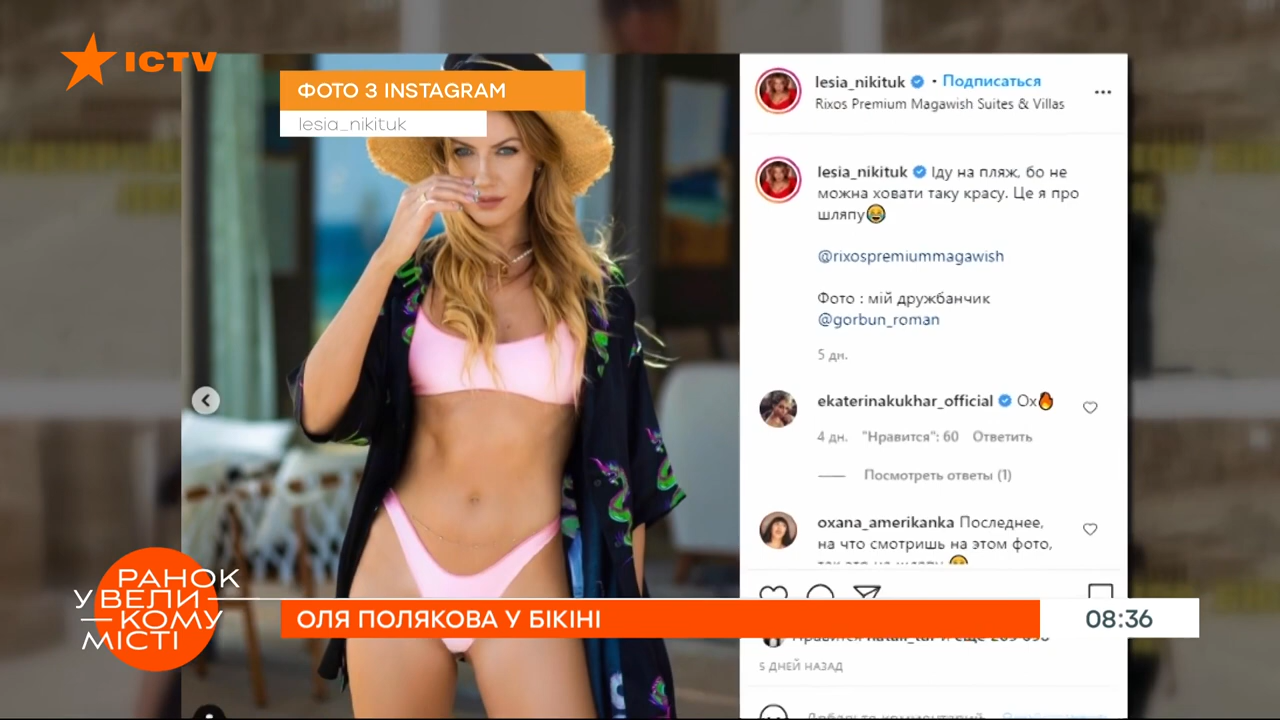 ICTV
ФОТО З INSTAGRAM
lesia_nikituk
lesia_nikituk • Подписаться
Rixos Premium Magawish Suites & Villas
lesia_nikituk Іду на пляж, бо не
можна ховати таку красу. Це я про
шляпу😂
@rixospremiummagawish
Фото : мій дружбанчик
@gorbun_roman
5 дн.
ekaterinakukhar_official Ох🔥
4 дн. "Нравится": 60 Ответить
Посмотреть ответы (1)
oxana_amerikanka Последнее,
на что смотришь на этом фото,
РАНОК
У ВЕЛИ-
КОМУ
МІСТІ
ОЛЯ ПОЛЯКОВА У БІКІНІ
08:36
5 ДНЕЙ НАЗАД